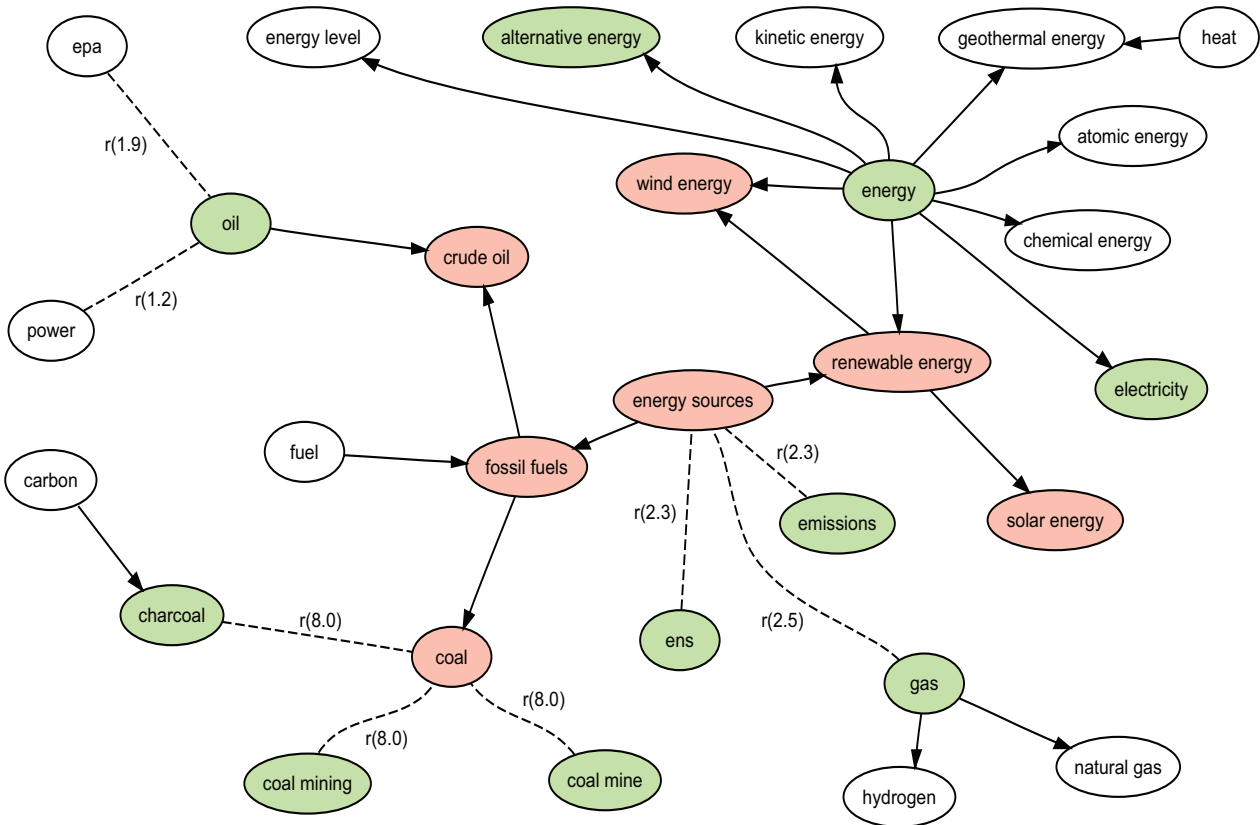 epa
energy level
alternative energy
kinetic energy
geothermal energy
heat
atomic energy
r(1.9)
wind energy
energy
oil
chemical energy
crude oil
r(1.2)
power
renewable energy
electricity
energy sources
fuel
r(2.3)
fossil fuels
carbon
r(2.3)
emissions
solar energy
charcoal
r(8.0)
r(2.5)
ens
coal
gas
r(8.0)
r(8.0)
natural gas
coal mining
coal mine
hydrogen